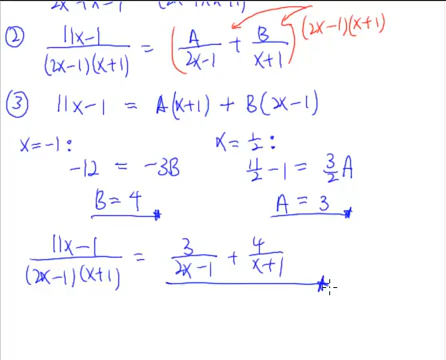 ② (11x-1)/((2x-1)(x+1)) = (A/(2x-1) + B/(x+1)) (2x-1)(x+1)
③ 11x-1 = A(x+1) + B(2x-1)
x=-1:
-12 = -3B
B = 4
x=1/2:
11/2 -1 = 3/2 A
A = 3
(11x-1)/((2x-1)(x+1)) = 3/(2x-1) + 4/(x+1)